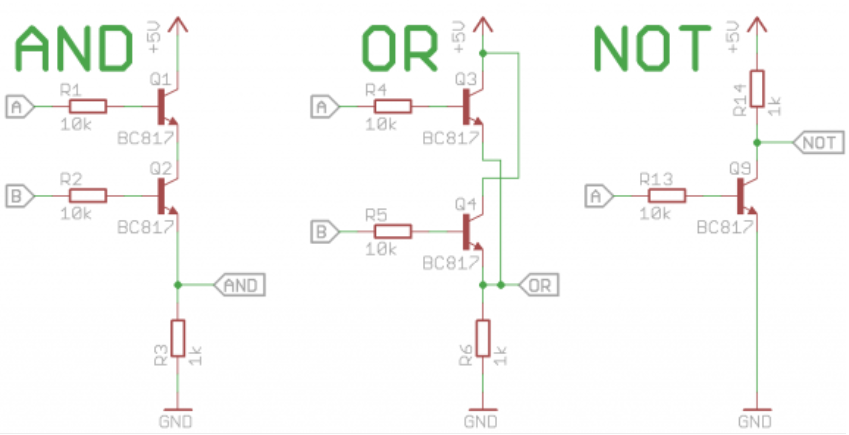 AND
+5V
Q1
A
R1
10k
BC817
Q2
B
R2
10k
BC817
AND
R3
1k
GND
OR
+5V
Q3
A
R4
10k
BC817
Q4
B
R5
10k
BC817
OR
R6
1k
GND
NOT
+5V
R14
1k
NOT
Q9
A
R13
10k
BC817
GND